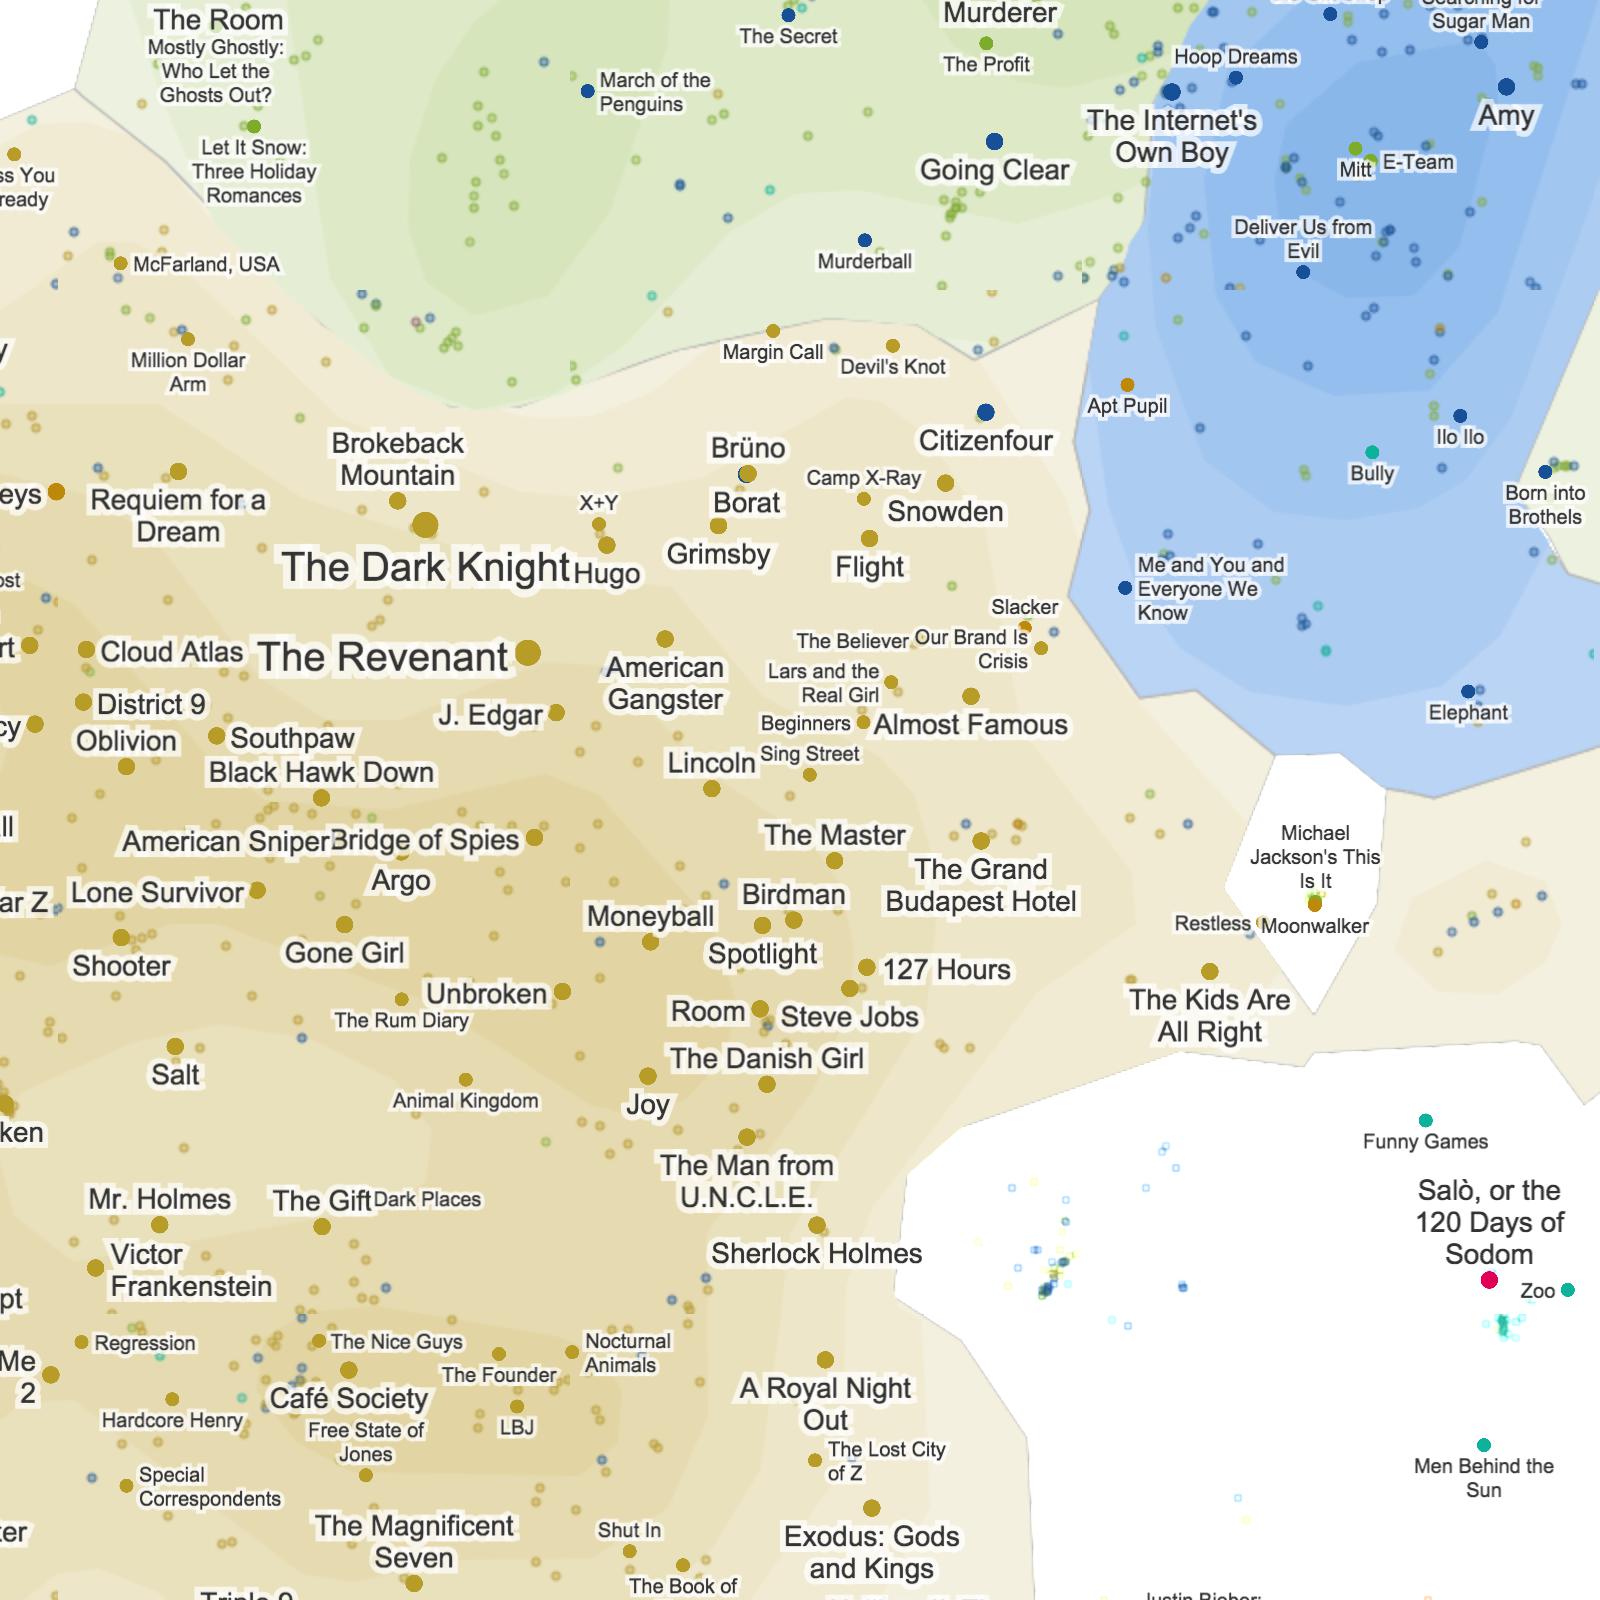 The Room
Mostly Ghostly:
Who Let the
Ghosts Out?
Let It Snow:
Three Holiday
Romances
The Secret
March of the
Penguins
Murderer
The Profit
Sugar Man
Hoop Dreams
The Internet's
Own Boy
Amy
Going Clear
Mitt
E-Team
ss You
ready
McFarland, USA
Murderball
Deliver Us from
Evil
Million Dollar
Arm
Margin Call
Devil's Knot
Apt Pupil
Ilo Ilo
Bully
Born into
Brothels
Brokeback
Mountain
Brüno
Borat
Citizenfour
Camp X-Ray
Snowden
eys
Requiem for a
Dream
X+Y
The Dark Knight
Hugo
Grimsby
Flight
Me and You and
Everyone We
Know
ost
Slacker
The Believer
Our Brand Is
Crisis
rt
Cloud Atlas
The Revenant
American
Gangster
Lars and the
Real Girl
District 9
cy
J. Edgar
Beginners
Almost Famous
Elephant
Oblivion
Southpaw
Black Hawk Down
Lincoln
Sing Street
ll
American Sniper
Bridge of Spies
Argo
The Master
The Grand
Budapest Hotel
Michael
Jackson's This
Is It
Restless
Moonwalker
ar Z
Lone Survivor
Birdman
Moneyball
Shooter
Gone Girl
Spotlight
127 Hours
The Kids Are
All Right
Unbroken
The Rum Diary
Room
Steve Jobs
Salt
The Danish Girl
Animal Kingdom
Joy
ken
Funny Games
The Man from
U.N.C.L.E.
Mr. Holmes
The Gift
Dark Places
Salò, or the
120 Days of
Sodom
Zoo
Victor
Frankenstein
Sherlock Holmes
pt
Regression
The Nice Guys
Nocturnal
Animals
Me
2
The Founder
Café Society
A Royal Night
Out
Hardcore Henry
Free State of
Jones
LBJ
The Lost City
of Z
Special
Correspondents
Men Behind the
Sun
ter
The Magnificent
Seven
Shut In
Exodus: Gods
and Kings
The Book of